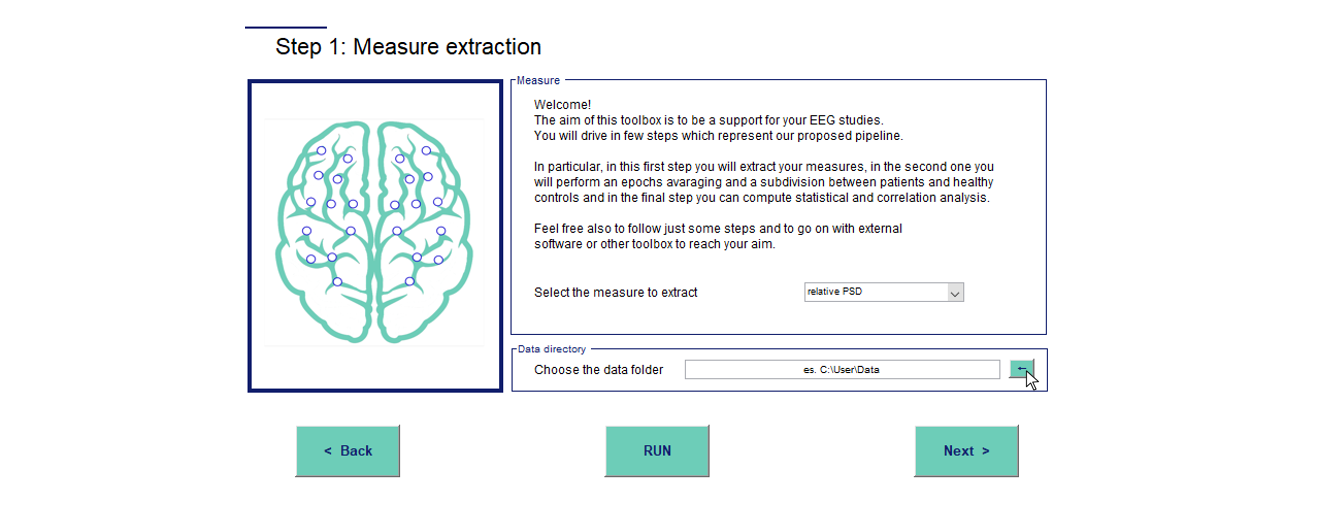 Step 1: Measure extraction
Measure
Welcome!
The aim of this toolbox is to be a support for your EEG studies.
You will drive in few steps which represent our proposed pipeline.
In particular, in this first step you will extract your measures, in the second one you
will perform an epochs avaraging and a subdivision between patients and healthy
controls and in the final step you can compute statistical and correlation analysis.
Feel free also to follow just some steps and to go on with external
software or other toolbox to reach your aim.
Select the measure to extract
relative PSD
Data directory
Choose the data folder
es. C:\User\Data
←
< Back
RUN
Next >